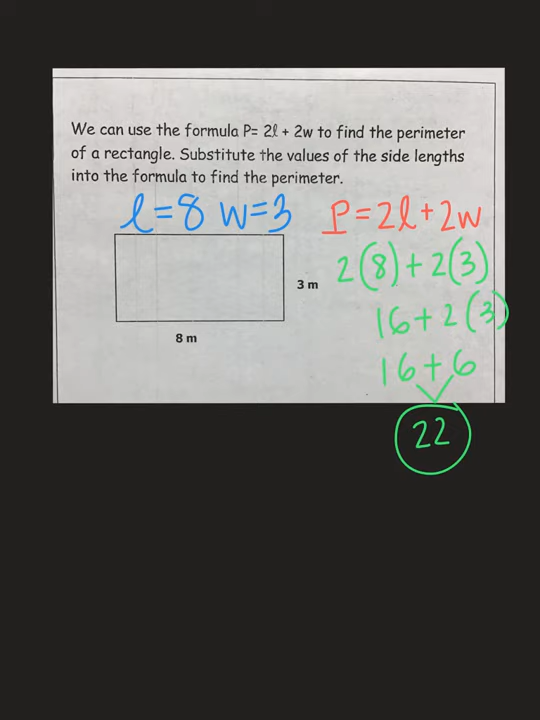 We can use the formula P= 2ℓ + 2w to find the perimeter
of a rectangle. Substitute the values of the side lengths
into the formula to find the perimeter.
ℓ=8 w=3
P=2ℓ+2w
2(8)+2(3)
3 m
16+2(3)
8 m
16+6
22